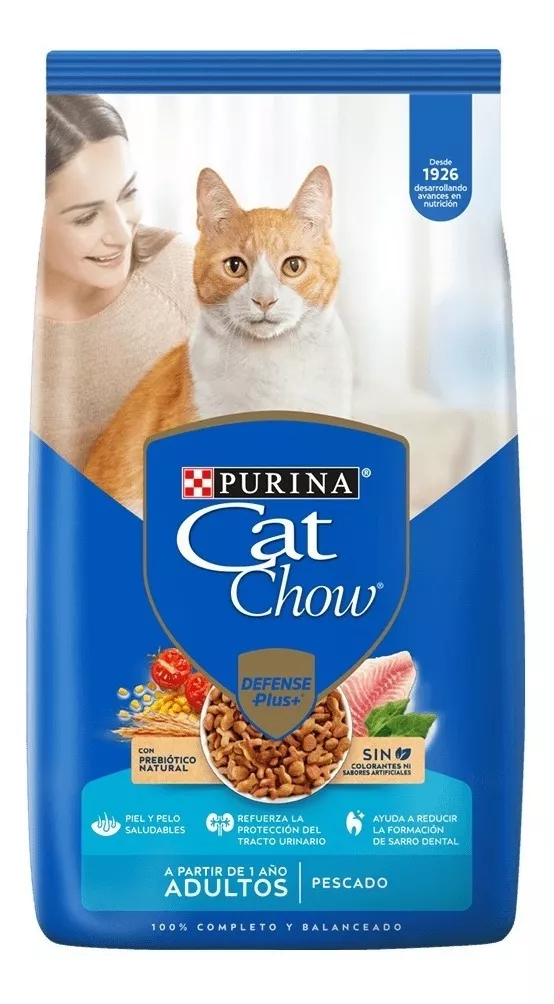 Desde
1926
desarrollando
avances en
nutrición
PURINA®
Cat
Chow®
DEFENSE
Plus+
CON
PREBIÓTICO
NATURAL
SIN
COLORANTES NI
SABORES ARTIFICIALES
PIEL Y PELO
SALUDABLES
REFUERZA LA
PROTECCIÓN DEL
TRACTO URINARIO
AYUDA A REDUCIR
LA FORMACIÓN
DE SARRO DENTAL
A PARTIR DE 1 AÑO
ADULTOS | PESCADO
100% COMPLETO Y BALANCEADO